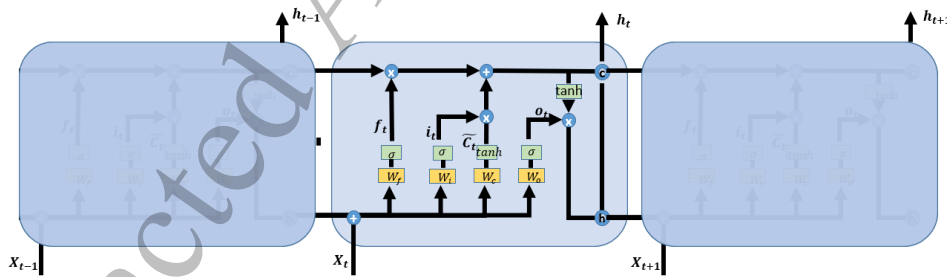 h_{t-1} h_t h_{t+1}
x + c
tanh
f_t i_t x o_t x
C̃_t
σ σ tanh σ
W_f W_i W_c W_o
+ h
X_{t-1} X_t X_{t+1}